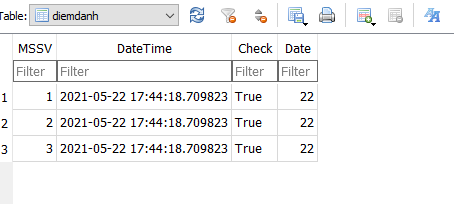 Table: diemdanh
MSSV DateTime Check Date
Filter Filter Filter Filter
1 1 2021-05-22 17:44:18.709823 True 22
2 2 2021-05-22 17:44:18.709823 True 22
3 3 2021-05-22 17:44:18.709823 True 22